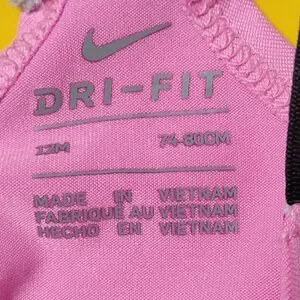 DRI-FIT
12M 74-80CM
MADE IN VIETNAM
FABRIQUÉ AU VIETNAM
HECHO EN VIETNAM